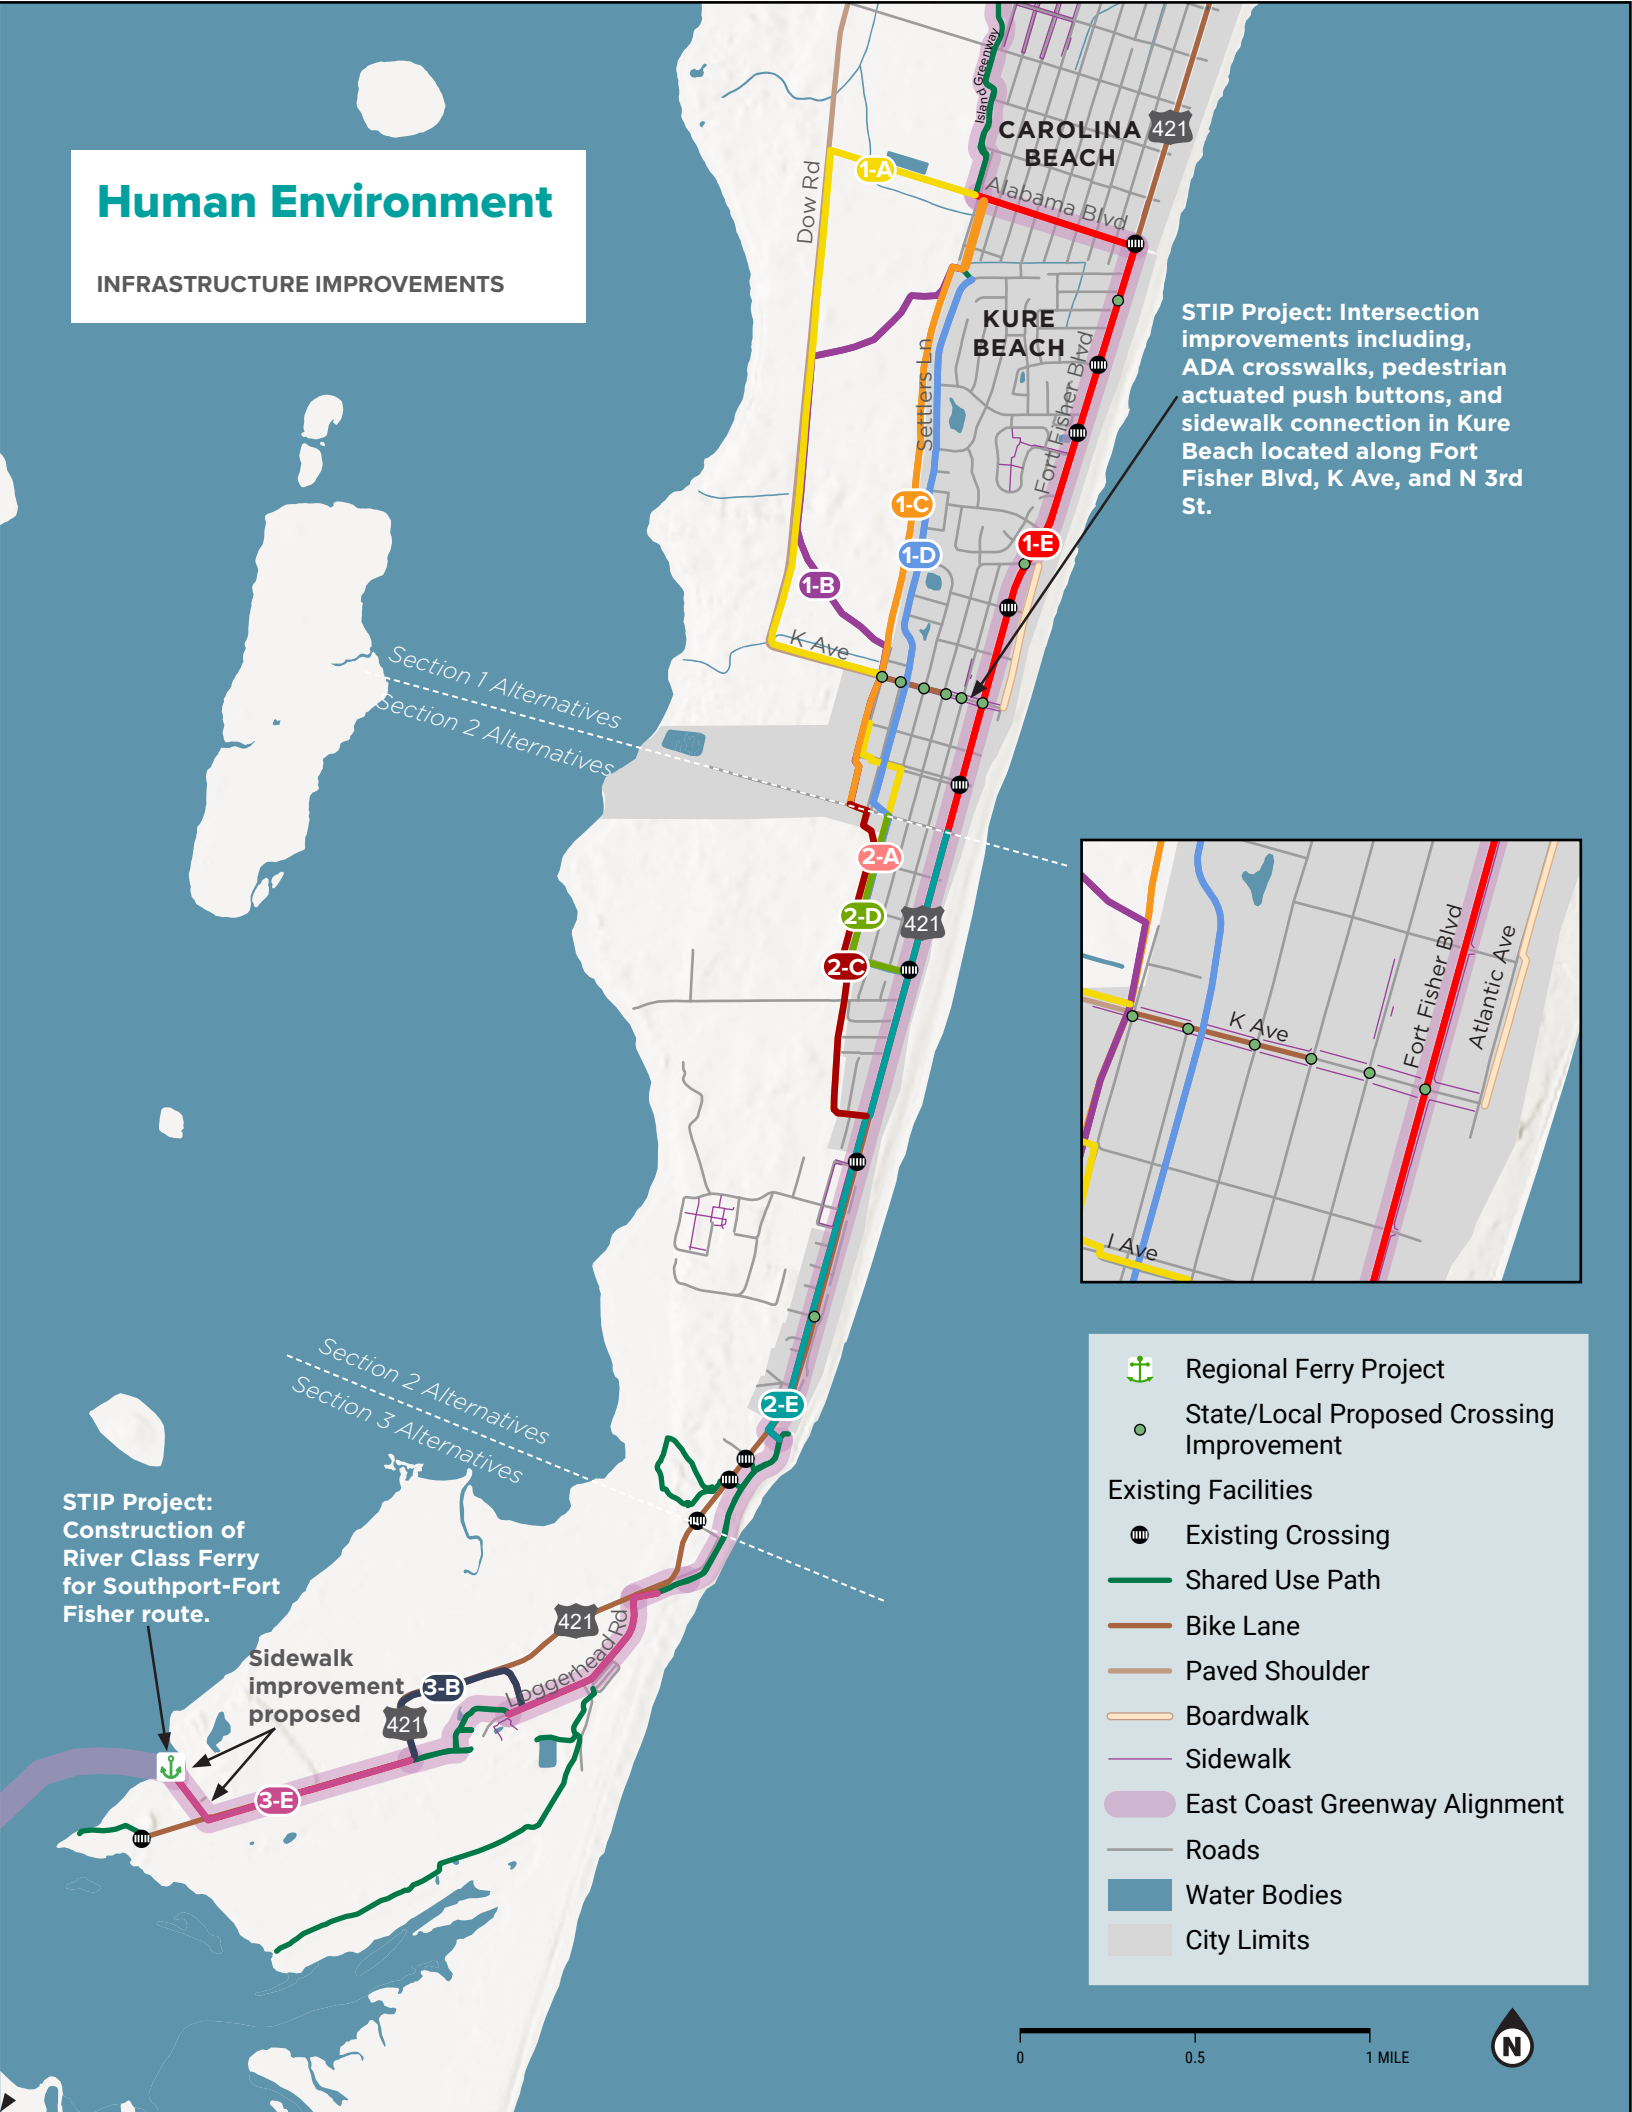 Human Environment
INFRASTRUCTURE IMPROVEMENTS
Island Greenway
CAROLINA
BEACH
421
Alabama Blvd
Dow Rd
1-A
KURE
BEACH
Settlers Ln
Fort Fisher Blvd
STIP Project: Intersection
improvements including,
ADA crosswalks, pedestrian
actuated push buttons, and
sidewalk connection in Kure
Beach located along Fort
Fisher Blvd, K Ave, and N 3rd
St.
1-C
1-D
1-E
1-B
K Ave
Section 1 Alternatives
Section 2 Alternatives
2-A
2-D
421
2-C
Fort Fisher Blvd
Atlantic Ave
K Ave
I Ave
Section 2 Alternatives
Section 3 Alternatives
2-E
STIP Project:
Construction of
River Class Ferry
for Southport-Fort
Fisher route.
421
Loggerhead Rd
Sidewalk
improvement
proposed
3-B
421
3-E
Regional Ferry Project
State/Local Proposed Crossing
Improvement
Existing Facilities
Existing Crossing
Shared Use Path
Bike Lane
Paved Shoulder
Boardwalk
Sidewalk
East Coast Greenway Alignment
Roads
Water Bodies
City Limits
0
0.5
1 MILE
N